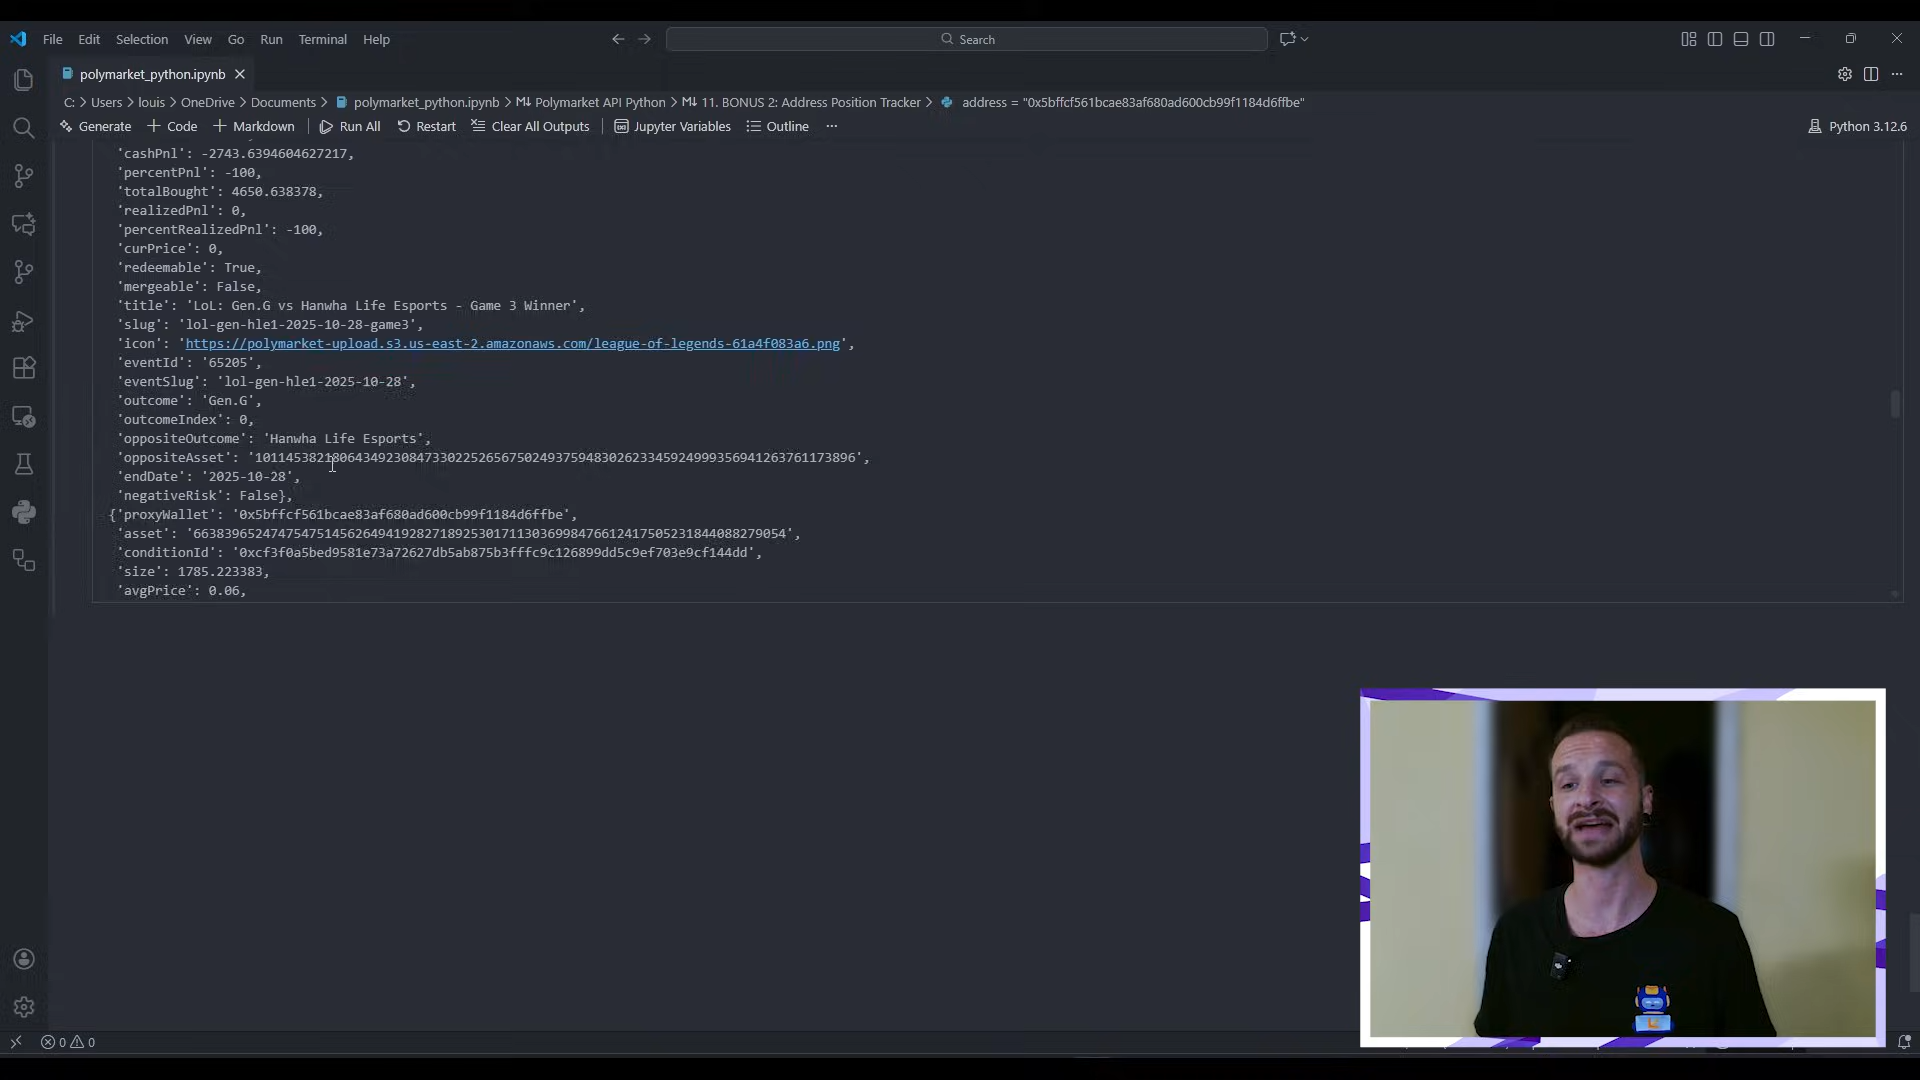 File Edit Selection View Go Run Terminal Help
Search
polymarket_python.ipynb
C: > Users > louis > OneDrive > Documents > polymarket_python.ipynb > M↓ Polymarket API Python > M↓ 11. BONUS 2: Address Position Tracker > address = "0x5bffcf561bcae83af680ad600cb99f1184d6ffbe"
Generate + Code + Markdown Run All Restart Clear All Outputs Jupyter Variables Outline ... Python 3.12.6
'cashPnl': -2743.6394604627217,
'percentPnl': -100,
'totalBought': 4650.638378,
'realizedPnl': 0,
'percentRealizedPnl': -100,
'curPrice': 0,
'redeemable': True,
'mergeable': False,
'title': 'LoL: Gen.G vs Hanwha Life Esports - Game 3 Winner',
'slug': 'lol-gen-hle1-2025-10-28-game3',
'icon': 'https://polymarket-upload.s3.us-east-2.amazonaws.com/league-of-legends-61a4f083a6.png',
'eventId': '65205',
'eventSlug': 'lol-gen-hle1-2025-10-28',
'outcome': 'Gen.G',
'outcomeIndex': 0,
'oppositeOutcome': 'Hanwha Life Esports',
'oppositeAsset': '101145382180643492308473302252656750249375948302623345924999356941263761173896',
'endDate': '2025-10-28',
'negativeRisk': False},
{'proxyWallet': '0x5bffcf561bcae83af680ad600cb99f1184d6ffbe',
'asset': '66383965247475475145626494192827189253017113036998476612417505231844088279054',
'conditionId': '0xcf3f0a5bed9581e73a72627db5ab875b3fffc9c126899dd5c9ef703e9cf144dd',
'size': 1785.223383,
'avgPrice': 0.06,
0 0